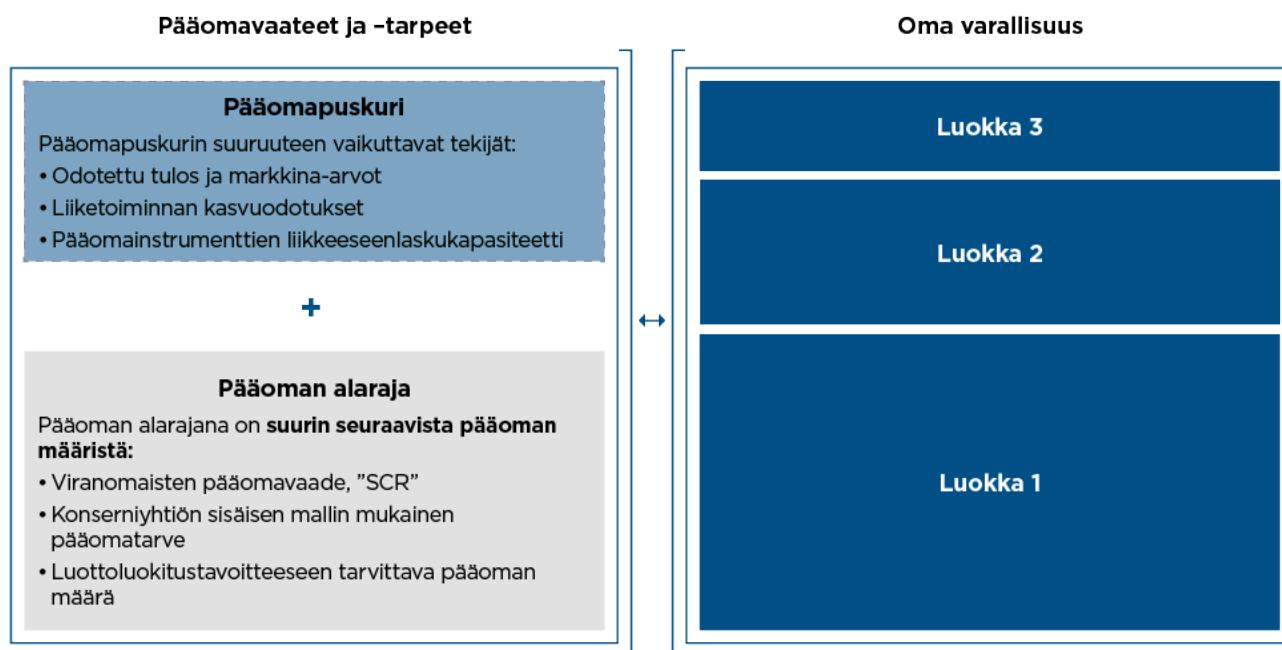 Pääomavaateet ja –tarpeet
Pääomapuskuri
Pääomapuskurin suuruuteen vaikuttavat tekijät:
• Odotettu tulos ja markkina-arvot
• Liiketoiminnan kasvuodotukset
• Pääomainstrumenttien liikkeeseenlaskukapasiteetti
+
Pääoman alaraja
Pääoman alarajana on suurin seuraavista pääoman
määristä:
• Viranomaisten pääomavaade, ”SCR”
• Konserniyhtiön sisäisen mallin mukainen
pääomatarve
• Luottoluokitustavoitteeseen tarvittava pääoman
määrä
Oma varallisuus
Luokka 3
Luokka 2
Luokka 1